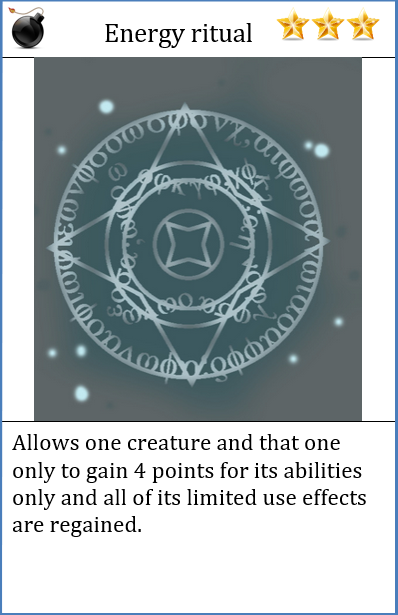 Energy ritual
Allows one creature and that one
only to gain 4 points for its abilities
only and all of its limited use effects
are regained.